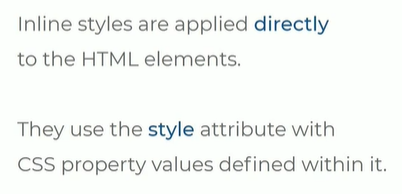 Inline styles are applied directly
to the HTML elements.
They use the style attribute with
CSS property values defined within it.